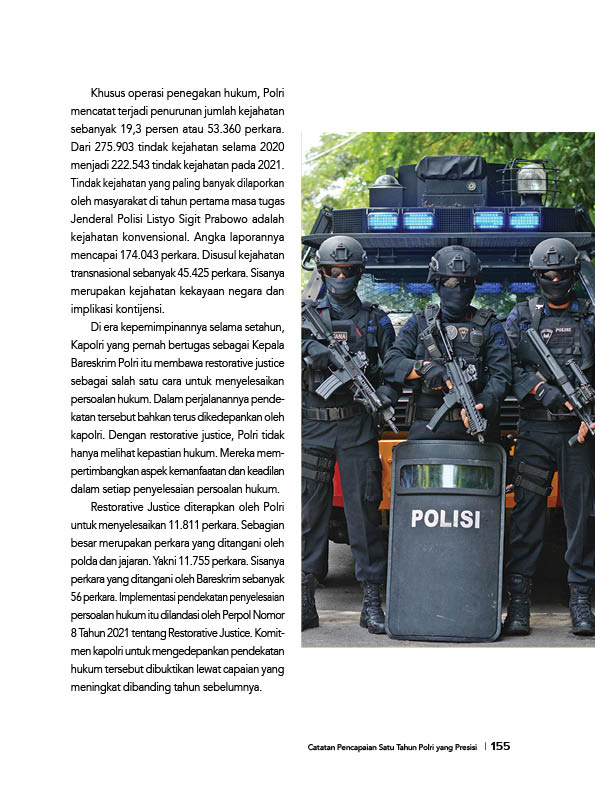 Khusus operasi penegakan hukum, Polri
mencatat terjadi penurunan jumlah kejahatan
sebanyak 19,3 persen atau 53.360 perkara.
Dari 275.903 tindak kejahatan selama 2020
menjadi 222.543 tindak kejahatan pada 2021.
Tindak kejahatan yang paling banyak dilaporkan
oleh masyarakat di tahun pertama masa tugas
Jenderal Polisi Listyo Sigit Prabowo adalah
kejahatan konvensional. Angka laporannya
mencapai 174.043 perkara. Disusul kejahatan
transnasional sebanyak 45.425 perkara. Sisanya
merupakan kejahatan kekayaan negara dan
implikasi kontijensi.
Di era kepemimpinannya selama setahun,
Kapolri yang pernah bertugas sebagai Kepala
Bareskrim Polri itu membawa restorative justice
sebagai salah satu cara untuk menyelesaikan
persoalan hukum. Dalam perjalanannya pende-
katan tersebut bahkan terus dikedepankan oleh
kapolri. Dengan restorative justice, Polri tidak
hanya melihat kepastian hukum. Mereka mem-
pertimbangkan aspek kemanfaatan dan keadilan
dalam setiap penyelesaian persoalan hukum.
Restorative Justice diterapkan oleh Polri
untuk menyelesaikan 11.811 perkara. Sebagian
besar merupakan perkara yang ditangani oleh
polda dan jajaran. Yakni 11.755 perkara. Sisanya
perkara yang ditangani oleh Bareskrim sebanyak
56 perkara. Implementasi pendekatan penyelesaian
persoalan hukum itu dilandasi oleh Perpol Nomor
8 Tahun 2021 tentang Restorative Justice. Komit-
men kapolri untuk mengedepankan pendekatan
hukum tersebut dibuktikan lewat capaian yang
meningkat dibanding tahun sebelumnya.
POLISI
POLISI
Catatan Pencapaian Satu Tahun Polri yang Presisi | 155